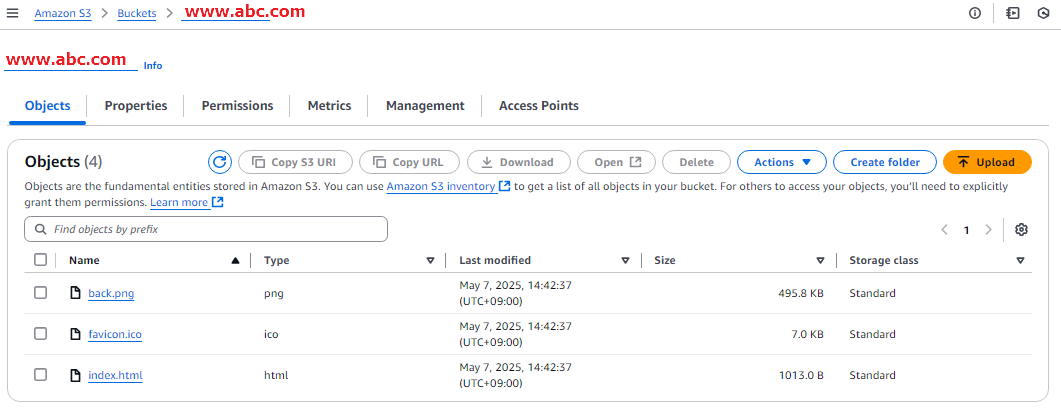 Amazon S3 > Buckets > www.abc.com
www.abc.com Info
Objects Properties Permissions Metrics Management Access Points
Objects (4) Copy S3 URI Copy URL Download Open Delete Actions Create folder Upload
Objects are the fundamental entities stored in Amazon S3. You can use Amazon S3 inventory to get a list of all objects in your bucket. For others to access your objects, you'll need to explicitly
grant them permissions. Learn more
Find objects by prefix 1
Name Type Last modified Size Storage class
back.png png May 7, 2025, 14:42:37 (UTC+09:00) 495.8 KB Standard
favicon.ico ico May 7, 2025, 14:42:37 (UTC+09:00) 7.0 KB Standard
index.html html May 7, 2025, 14:42:37 (UTC+09:00) 1013.0 B Standard